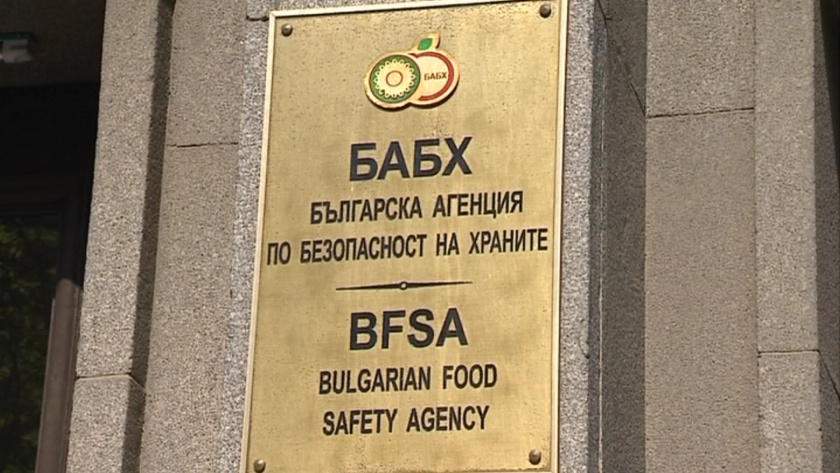 БАБХ
БАБХ
БЪЛГАРСКА АГЕНЦИЯ
ПО БЕЗОПАСНОСТ НА ХРАНИТЕ
BFSA
BULGARIAN FOOD
SAFETY AGENCY